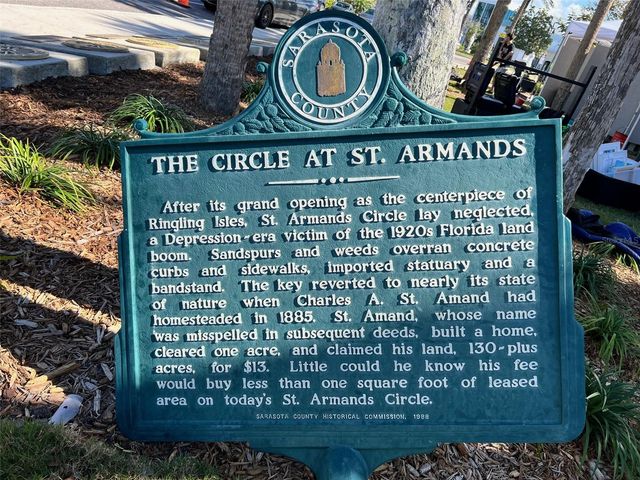 SARASOTA
COUNTY
THE CIRCLE AT ST. ARMANDS
After its grand opening as the centerpiece of
Ringling Isles, St. Armands Circle lay neglected,
a Depression-era victim of the 1920s Florida land
boom. Sandspurs and weeds overran concrete
curbs and sidewalks, imported statuary and a
bandstand. The key reverted to nearly its state
of nature when Charles A. St. Amand had
homesteaded in 1885. St. Amand, whose name
was misspelled in subsequent deeds, built a home,
cleared one acre, and claimed his land, 130-plus
acres, for $13. Little could he know his fee
would buy less than one square foot of leased
area on today's St. Armands Circle.
SARASOTA COUNTY HISTORICAL COMMISSION, 1988